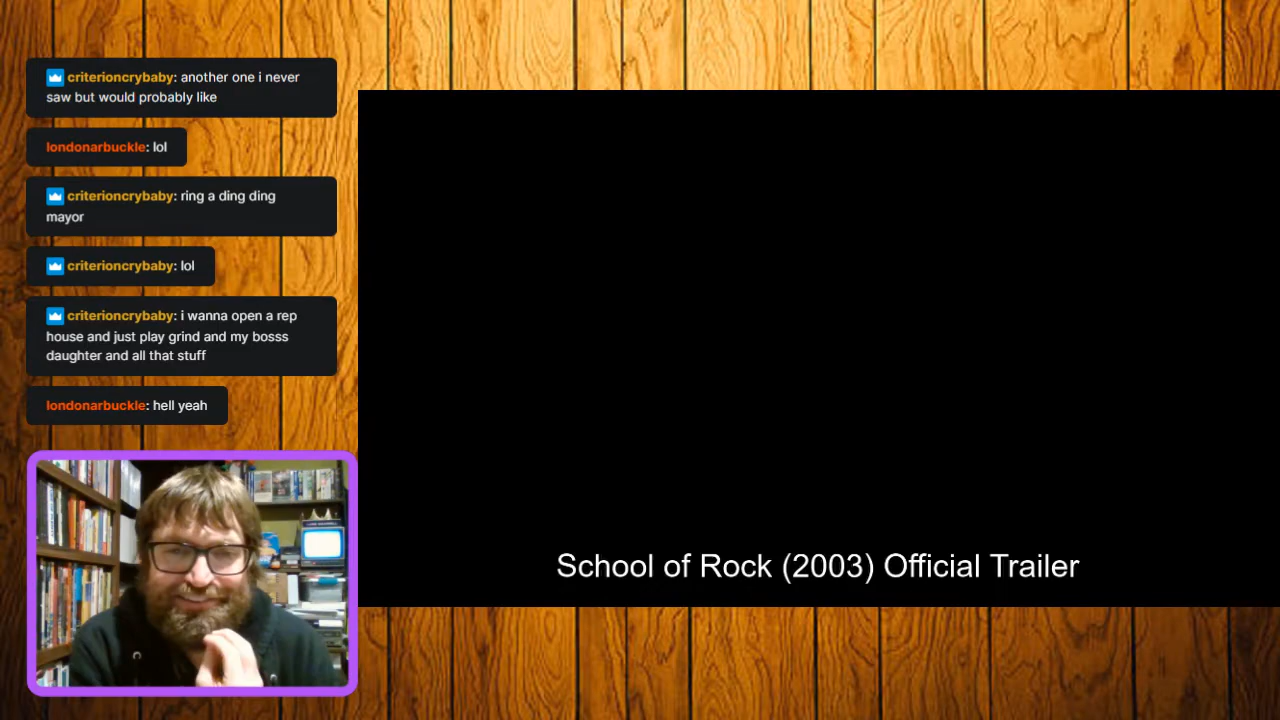 criterioncrybaby: another one i never
saw but would probably like
londonarbuckle: lol
criterioncrybaby: ring a ding ding
mayor
criterioncrybaby: lol
criterioncrybaby: i wanna open a rep
house and just play grind and my bosss
daughter and all that stuff
londonarbuckle: hell yeah
School of Rock (2003) Official Trailer